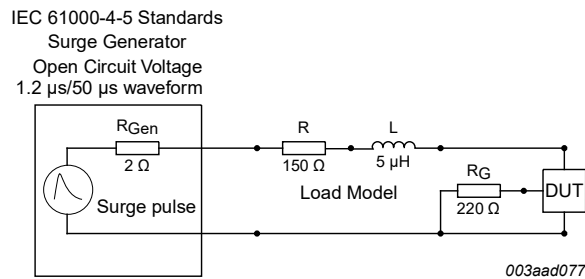 IEC 61000-4-5 Standards
Surge Generator
Open Circuit Voltage
1.2 μs/50 μs waveform
RGen
2 Ω
R
150 Ω
L
5 μH
Surge pulse
Load Model
RG
220 Ω
DUT
003aad077